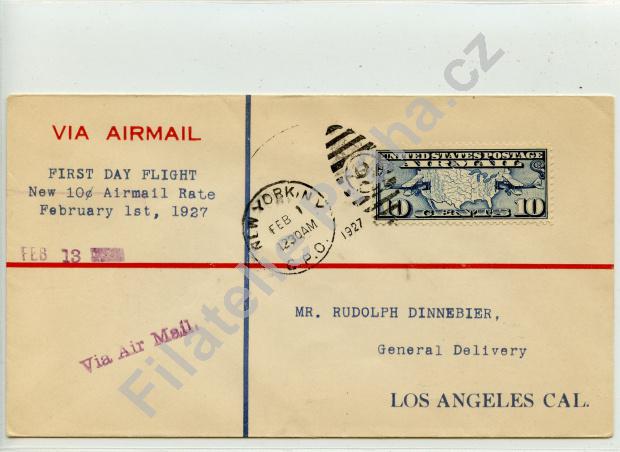 VIA AIRMAIL
FIRST DAY FLIGHT
New 10¢ Airmail Rate
February 1st, 1927
FEB 13
Via Air Mail.
NEW YORK, N.Y.
FEB 1
1230AM
G.P.O.
1927
UNITED STATES POSTAGE
AIR MAIL
10 CENTS 10
MR. RUDOLPH DINNEBIER,
General Delivery
LOS ANGELES CAL.
Filatelie-Praha.cz